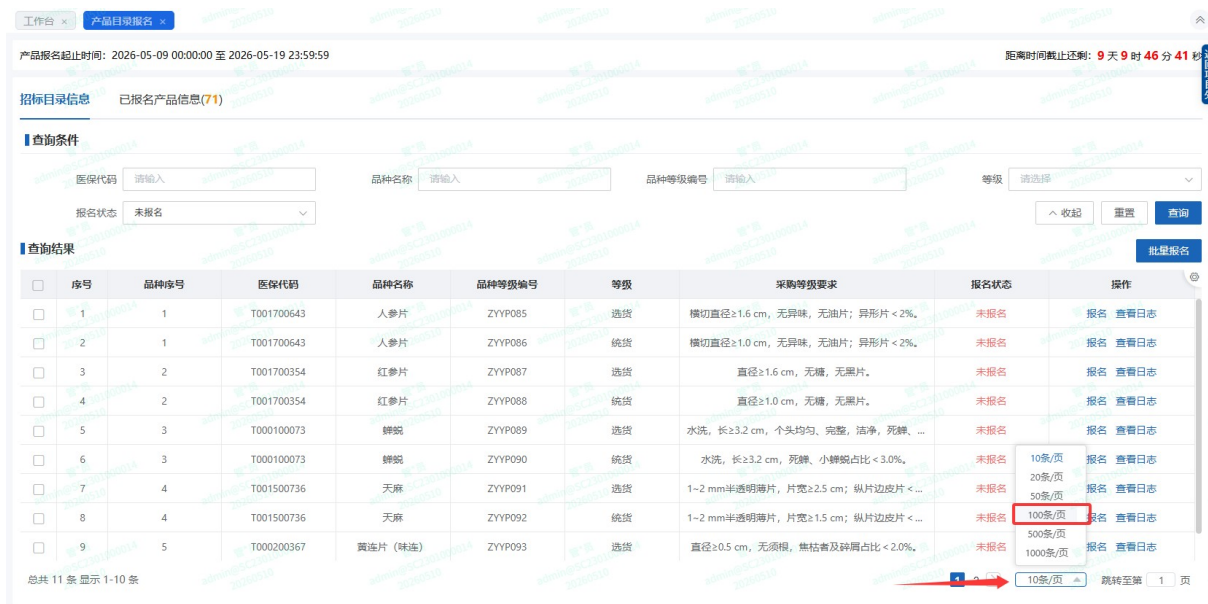 工作台 × 产品目录报名 ×
产品报名起止时间：2026-05-09 00:00:00 至 2026-05-19 23:59:59 距离时间截止还剩：9 天 9 时 46 分 41 秒
招标目录信息 已报名产品信息(71)
查询条件
医保代码 请输入 品种名称 请输入 品种等级编号 请输入 等级 请选择
报名状态 未报名 收起 重置 查询
查询结果 批量报名
序号 品种序号 医保代码 品种名称 品种等级编号 等级 采购等级要求 报名状态 操作
1 1 T001700643 人参片 ZYYP085 选货 横切直径≥1.6 cm，无异味，无油片；异形片＜2%。 未报名 报名 查看日志
2 1 T001700643 人参片 ZYYP086 统货 横切直径≥1.0 cm，无异味，无油片；异形片＜2%。 未报名 报名 查看日志
3 2 T001700354 红参片 ZYYP087 选货 直径≥1.6 cm，无糖，无黑片。 未报名 报名 查看日志
4 2 T001700354 红参片 ZYYP088 统货 直径≥1.0 cm，无糖，无黑片。 未报名 报名 查看日志
5 3 T000100073 蝉蜕 ZYYP089 选货 水洗，长≥3.2 cm，个头均匀、完整，洁净，死蝉、... 未报名 报名 查看日志
6 3 T000100073 蝉蜕 ZYYP090 统货 水洗，长≥3.2 cm，死蝉、小蝉蜕占比＜3.0%。 未报名 报名 查看日志
7 4 T001500736 天麻 ZYYP091 选货 1~2 mm半透明薄片，片宽≥2.5 cm；纵片边皮片＜... 未报名 报名 查看日志
8 4 T001500736 天麻 ZYYP092 统货 1~2 mm半透明薄片，片宽≥1.5 cm；纵片边皮片＜... 未报名 报名 查看日志
9 5 T000200367 黄连片（味连） ZYYP093 选货 直径≥0.5 cm，无须根，焦枯者及碎屑占比＜2.0%。 未报名 报名 查看日志
10条/页
20条/页
50条/页
100条/页
500条/页
1000条/页
总共 11 条 显示 1-10 条 1 2 10条/页 跳转至第 1 页